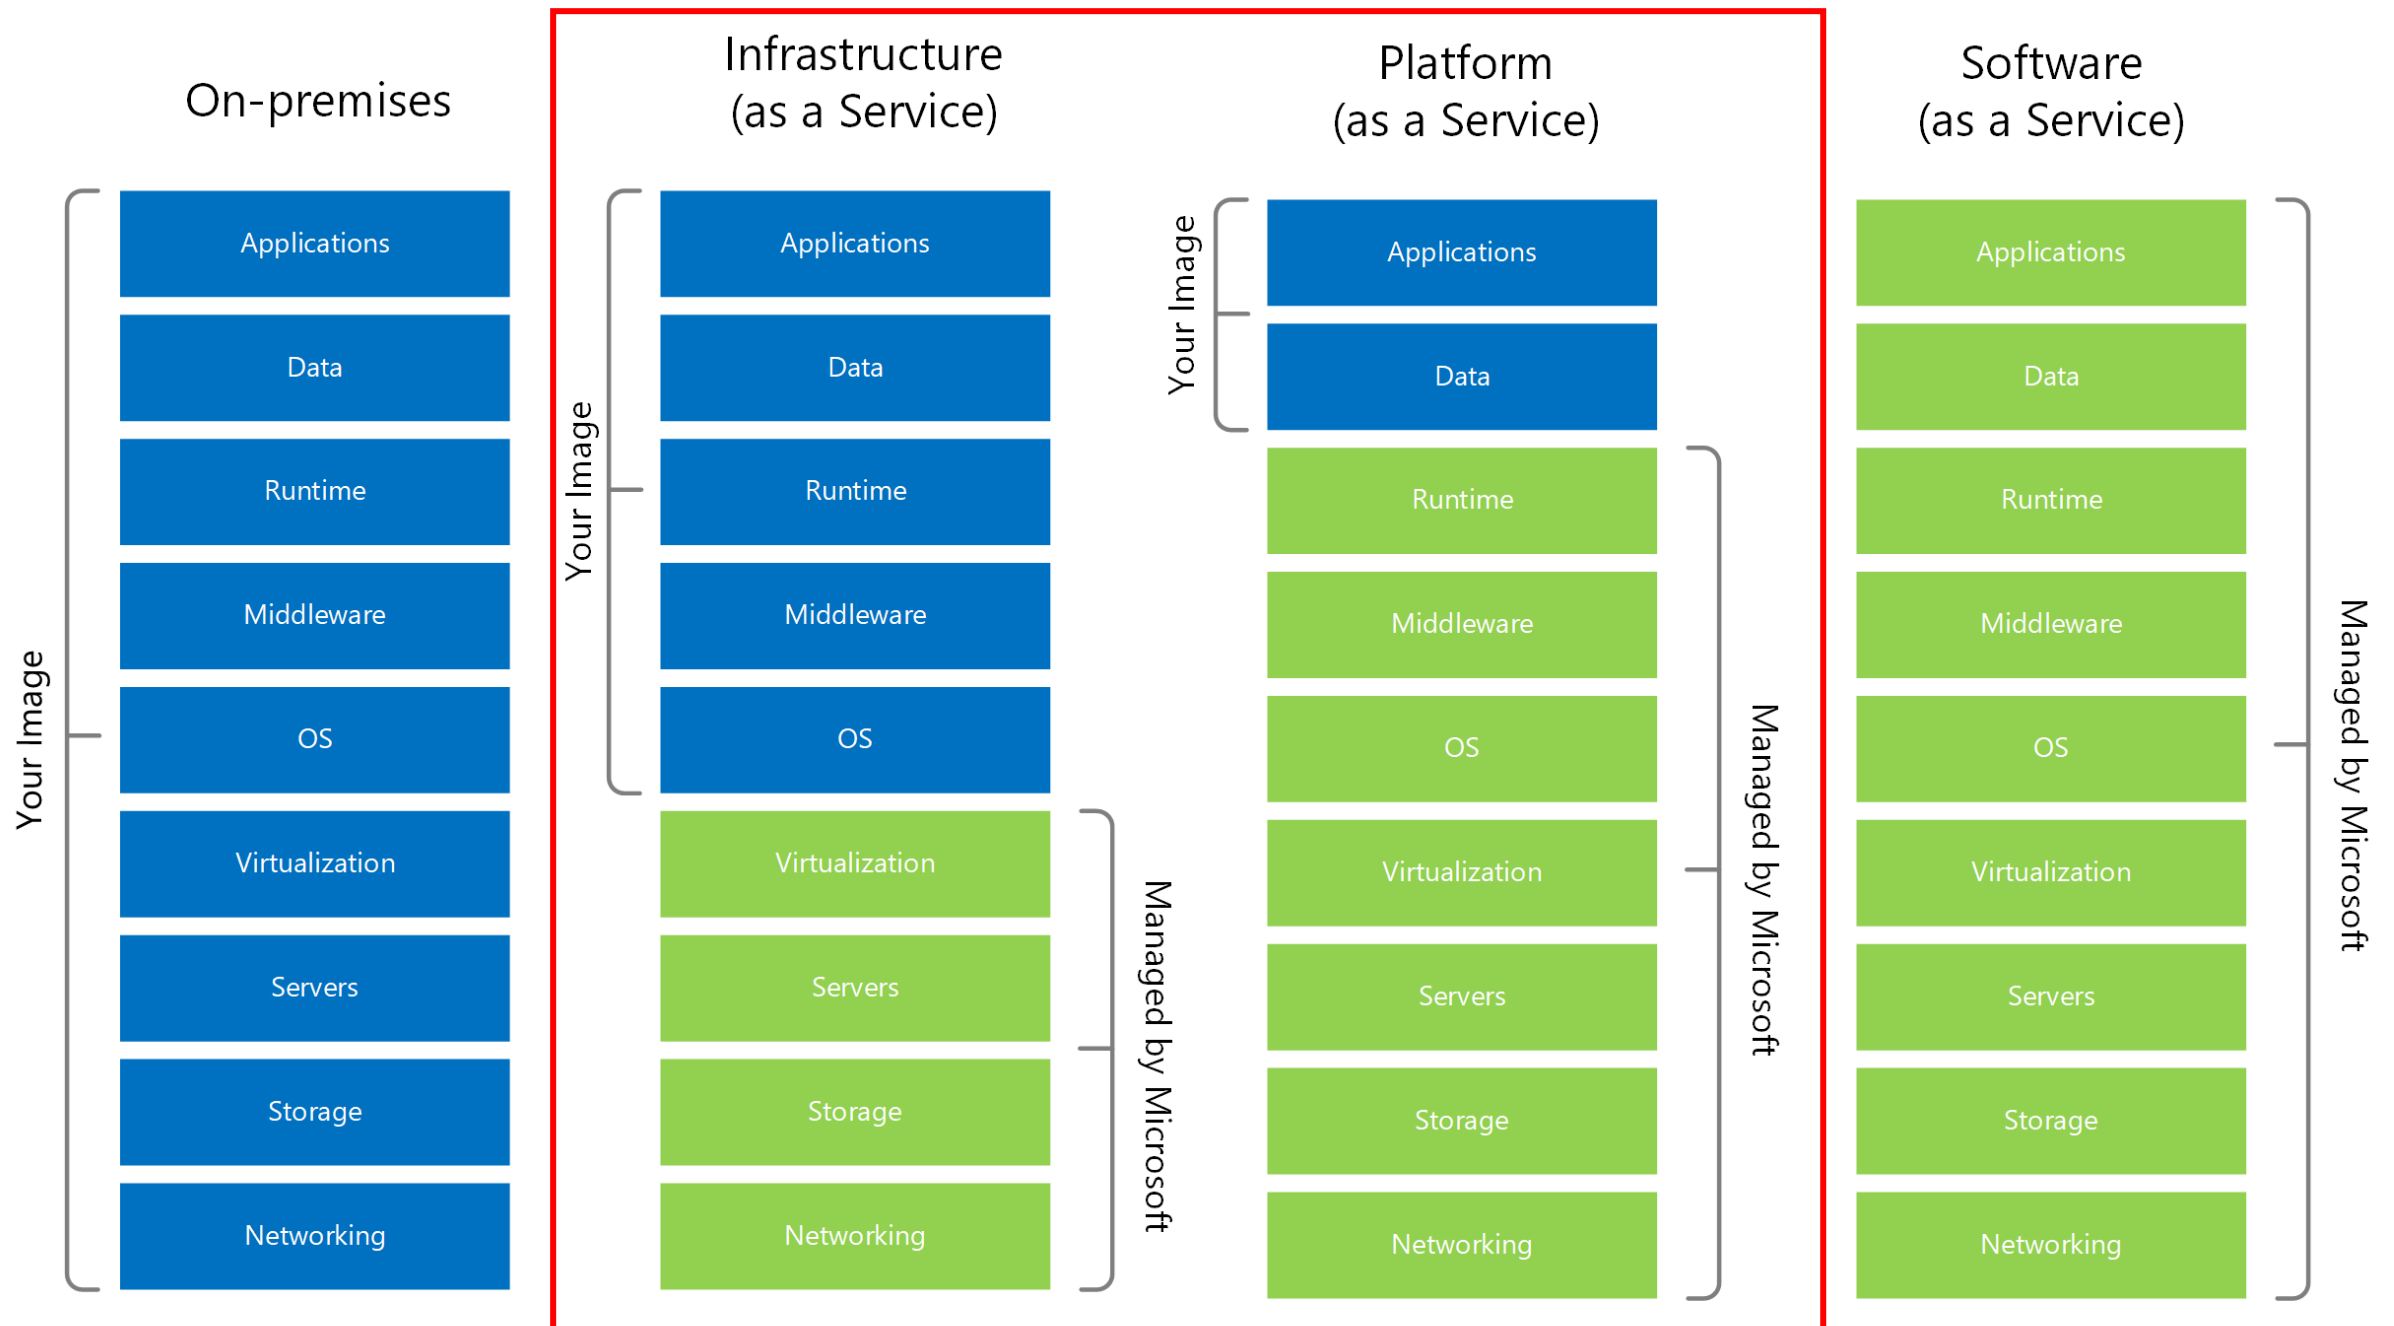 On-premises
Your Image
Applications
Data
Runtime
Middleware
OS
Virtualization
Servers
Storage
Networking
Infrastructure
(as a Service)
Your Image
Applications
Data
Runtime
Middleware
OS
Virtualization
Servers
Storage
Networking
Managed by Microsoft
Platform
(as a Service)
Your Image
Applications
Data
Runtime
Middleware
OS
Virtualization
Servers
Storage
Networking
Managed by Microsoft
Software
(as a Service)
Applications
Data
Runtime
Middleware
OS
Virtualization
Servers
Storage
Networking
Managed by Microsoft